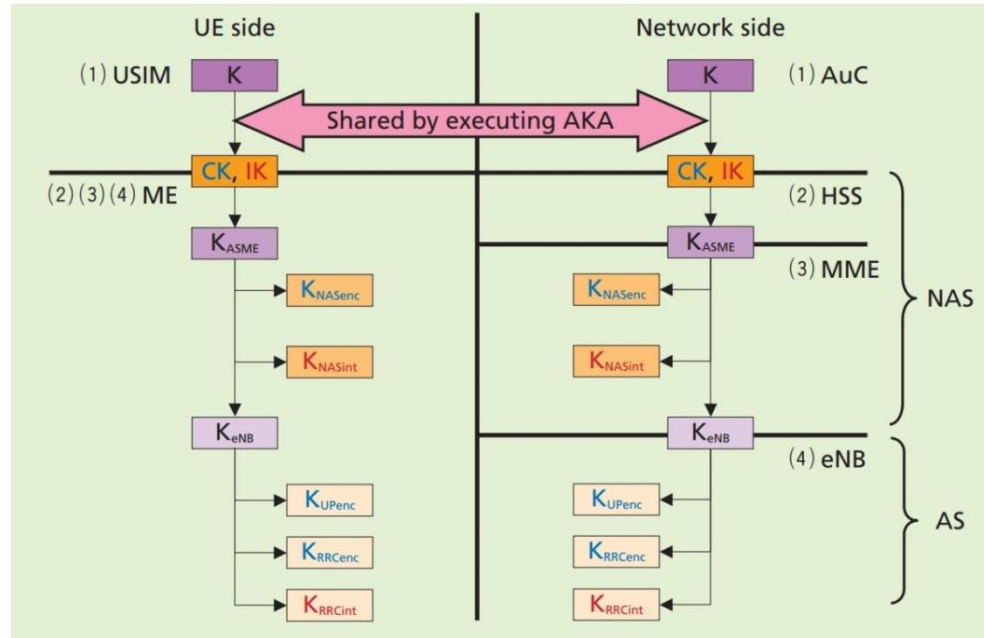 UE side
Network side
(1) USIM
K
K
(1) AuC
Shared by executing AKA
CK, IK
CK, IK
(2)(3)(4) ME
(2) HSS
KASME
KASME
(3) MME
KNASenc
KNASenc
NAS
KNASint
KNASint
KeNB
KeNB
(4) eNB
KUPenc
KUPenc
AS
KRRCenc
KRRCenc
KRRCint
KRRCint